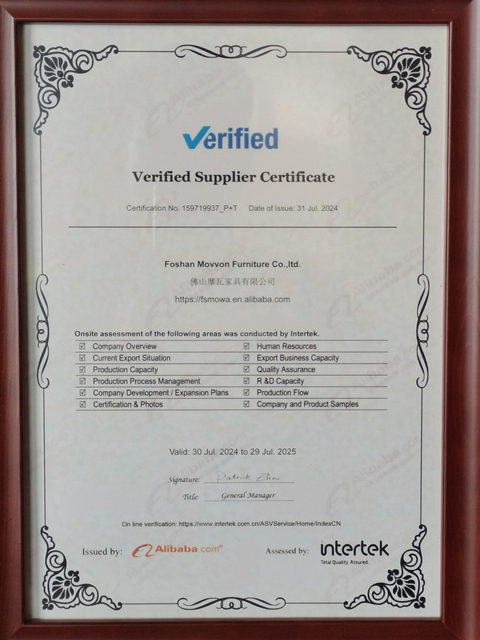 Verified
Verified Supplier Certificate
Certification No. 159719937_P+T Date of Issue: 31 Jul. 2024
Foshan Movvon Furniture Co.,ltd.
佛山摩瓦家具有限公司
https://fsmowa.en.alibaba.com
Onsite assessment of the following areas was conducted by Intertek.
☑ Company Overview ☑ Human Resources
☑ Current Export Situation ☑ Export Business Capacity
☑ Production Capacity ☑ Quality Assurance
☑ Production Process Management ☑ R &D Capacity
☑ Company Development / Expansion Plans ☑ Production Flow
☑ Certification & Photos ☑ Company and Product Samples
Valid: 30 Jul. 2024 to 29 Jul. 2025
Signature: Patrick Zhou
Title: General Manager
On line verification: https://www.intertek.com.cn/ASVService/Home/IndexCN
Issued by: Alibaba.com® Assessed by: intertek
Total Quality. Assured.